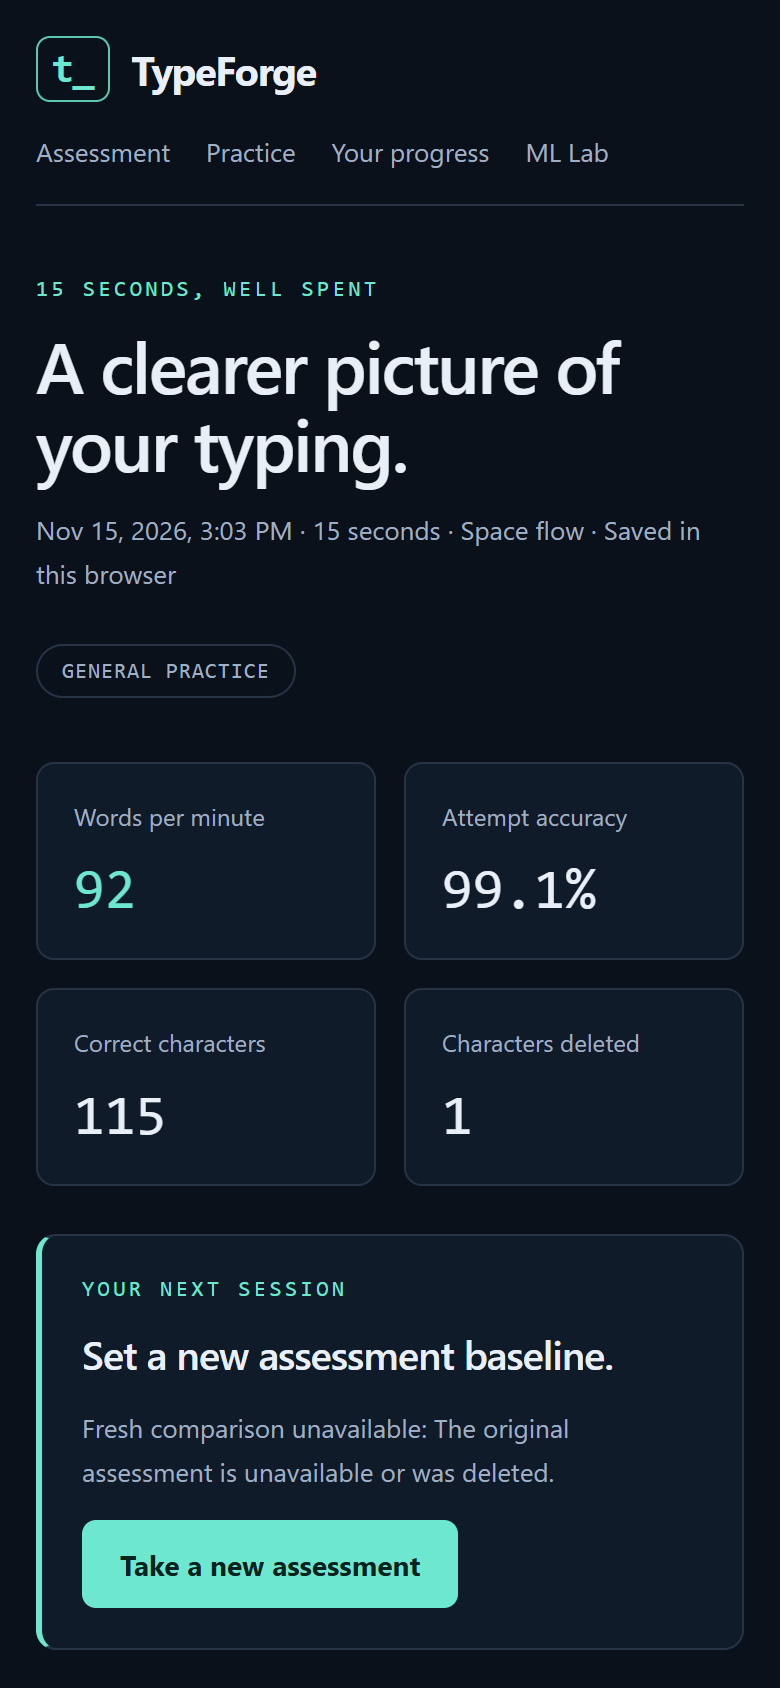 t_ TypeForge
Assessment Practice Your progress ML Lab
15 SECONDS, WELL SPENT
A clearer picture of
your typing.
Nov 15, 2026, 3:03 PM · 15 seconds · Space flow · Saved in
this browser
GENERAL PRACTICE
Words per minute
92
Attempt accuracy
99.1%
Correct characters
115
Characters deleted
1
YOUR NEXT SESSION
Set a new assessment baseline.
Fresh comparison unavailable: The original
assessment is unavailable or was deleted.
Take a new assessment